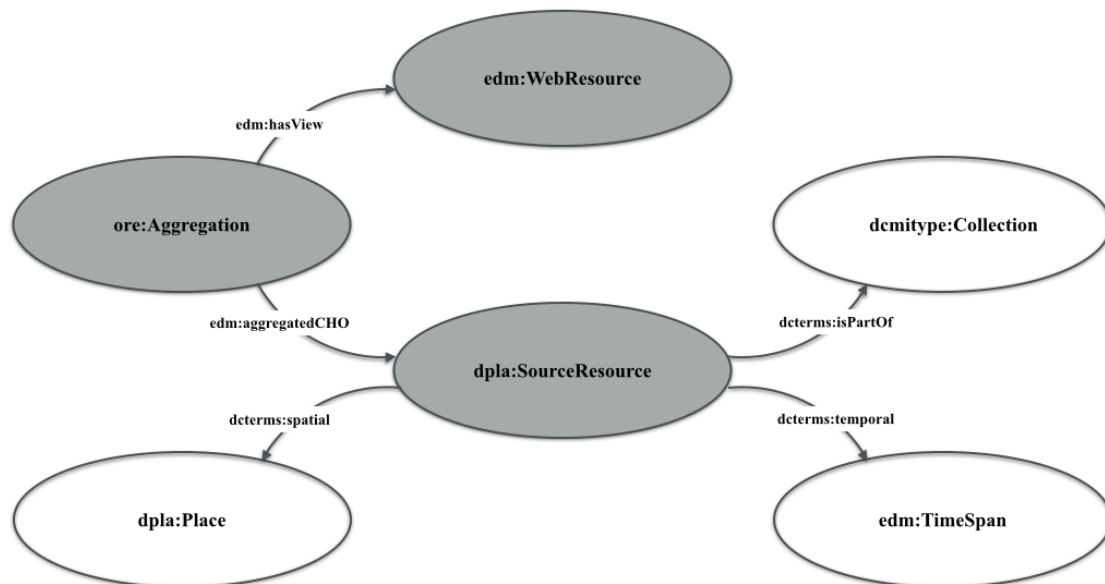 edm:WebResource
edm:hasView
ore:Aggregation
dcmitype:Collection
edm:aggregatedCHO
dcterms:isPartOf
dpla:SourceResource
dcterms:spatial
dcterms:temporal
dpla:Place
edm:TimeSpan